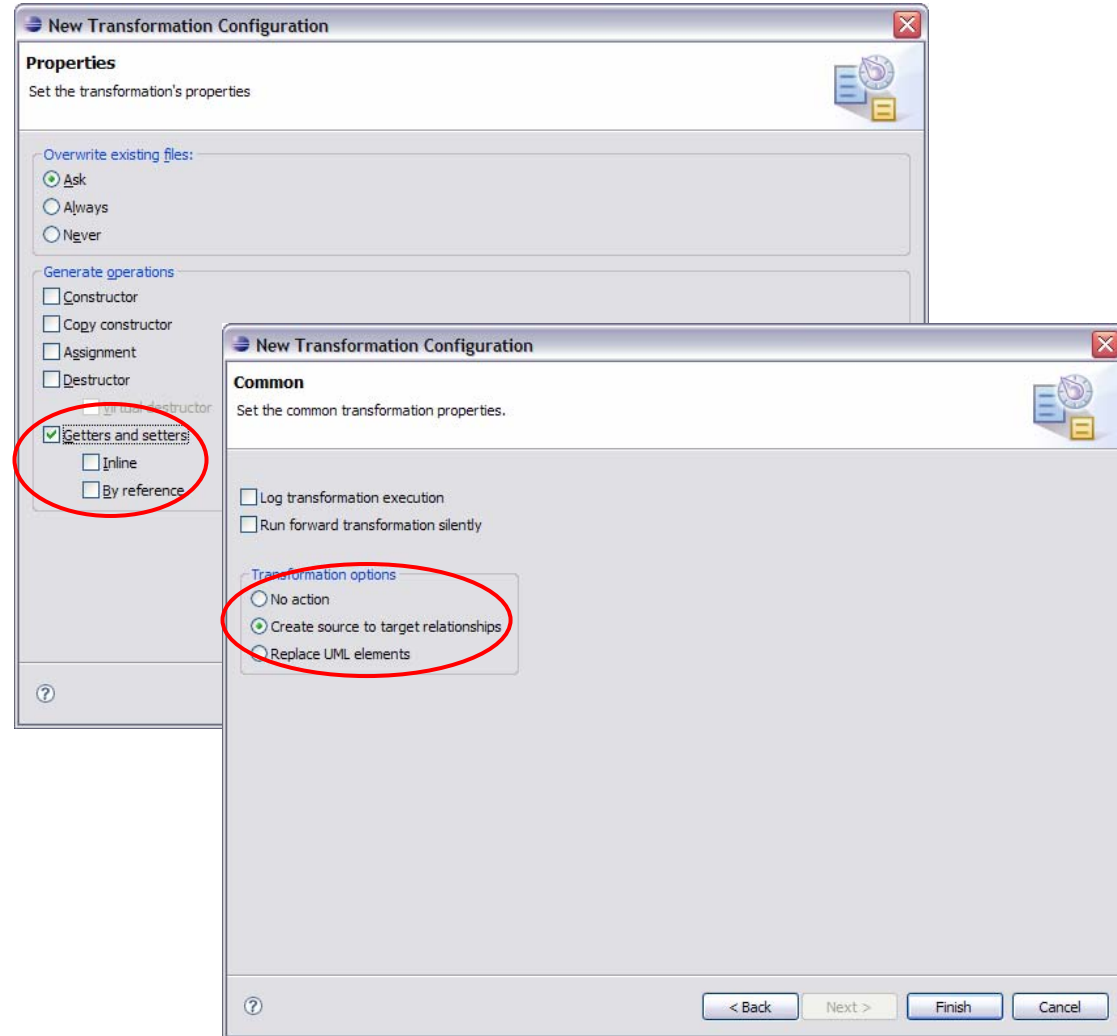 New Transformation Configuration
Properties
Set the transformation's properties
Overwrite existing files:
Ask
Always
Never
Generate operations
Constructor
Copy constructor
Assignment
Destructor
Virtual destructor
Getters and setters
Inline
By reference
New Transformation Configuration
Common
Set the common transformation properties.
Log transformation execution
Run forward transformation silently
Transformation options
No action
Create source to target relationships
Replace UML elements
< Back Next > Finish Cancel